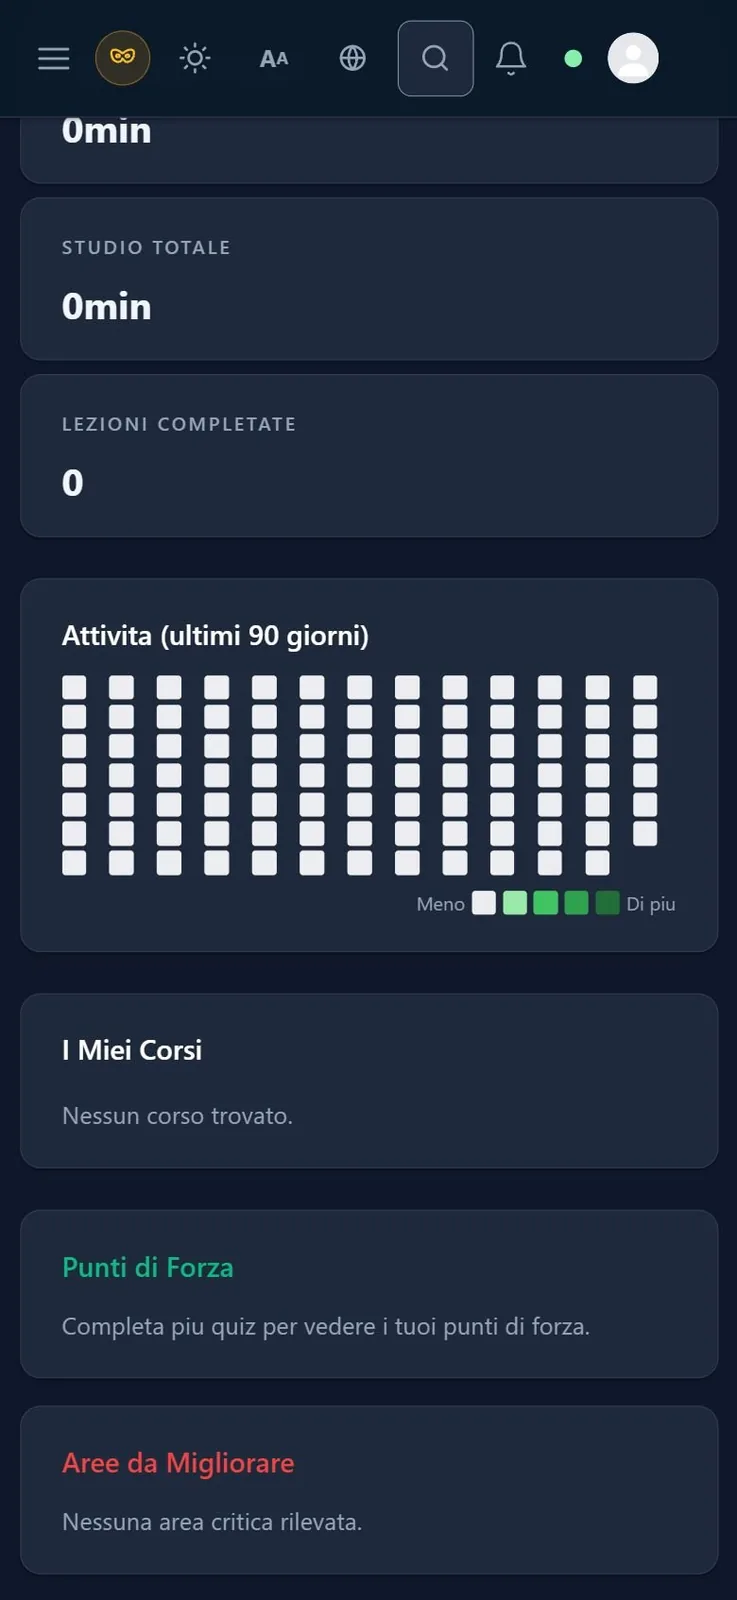 AA
0min
STUDIO TOTALE
0min
LEZIONI COMPLETATE
0
Attivita (ultimi 90 giorni)
Meno Di piu
I Miei Corsi
Nessun corso trovato.
Punti di Forza
Completa piu quiz per vedere i tuoi punti di forza.
Aree da Migliorare
Nessuna area critica rilevata.